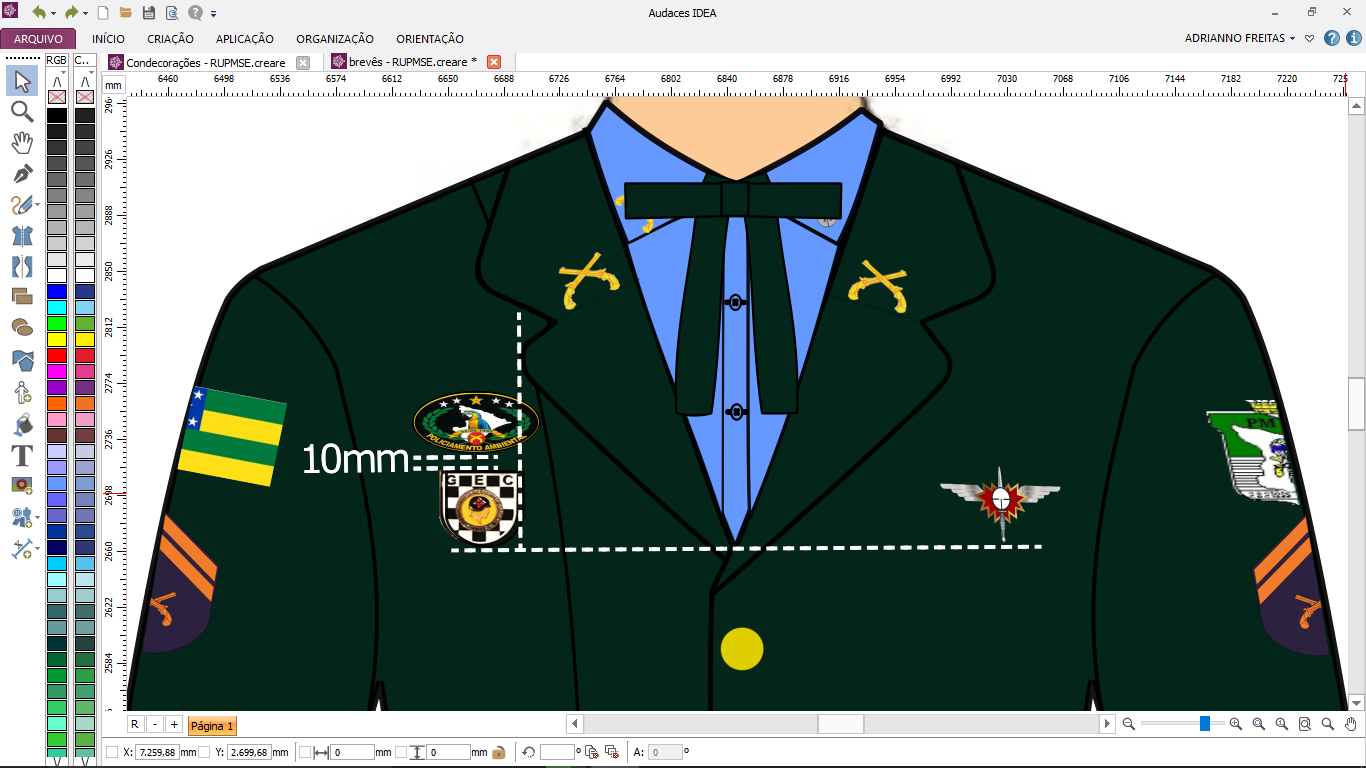 Audaces IDEA
ARQUIVO INÍCIO CRIAÇÃO APLICAÇÃO ORGANIZAÇÃO ORIENTAÇÃO ADRIANNO FREITAS
RGB C.. Condecorações - RUPMSE.creare brevês - RUPMSE.creare *
mm 6460 6498 6536 6574 6612 6650 6688 6726 6764 6802 6840 6878 6916 6954 6992 7030 7068 7106 7144 7182 7220 725
296
2926
2888
2850
2812
2774
2736
2698
2660
2622
2584
POLICIAMENTO AMBIENTAL
10mm
G E C
PM
R - + Página 1
X: 7.259,88 mm Y: 2.699,68 mm 0 mm 0 mm ° A: 0 °